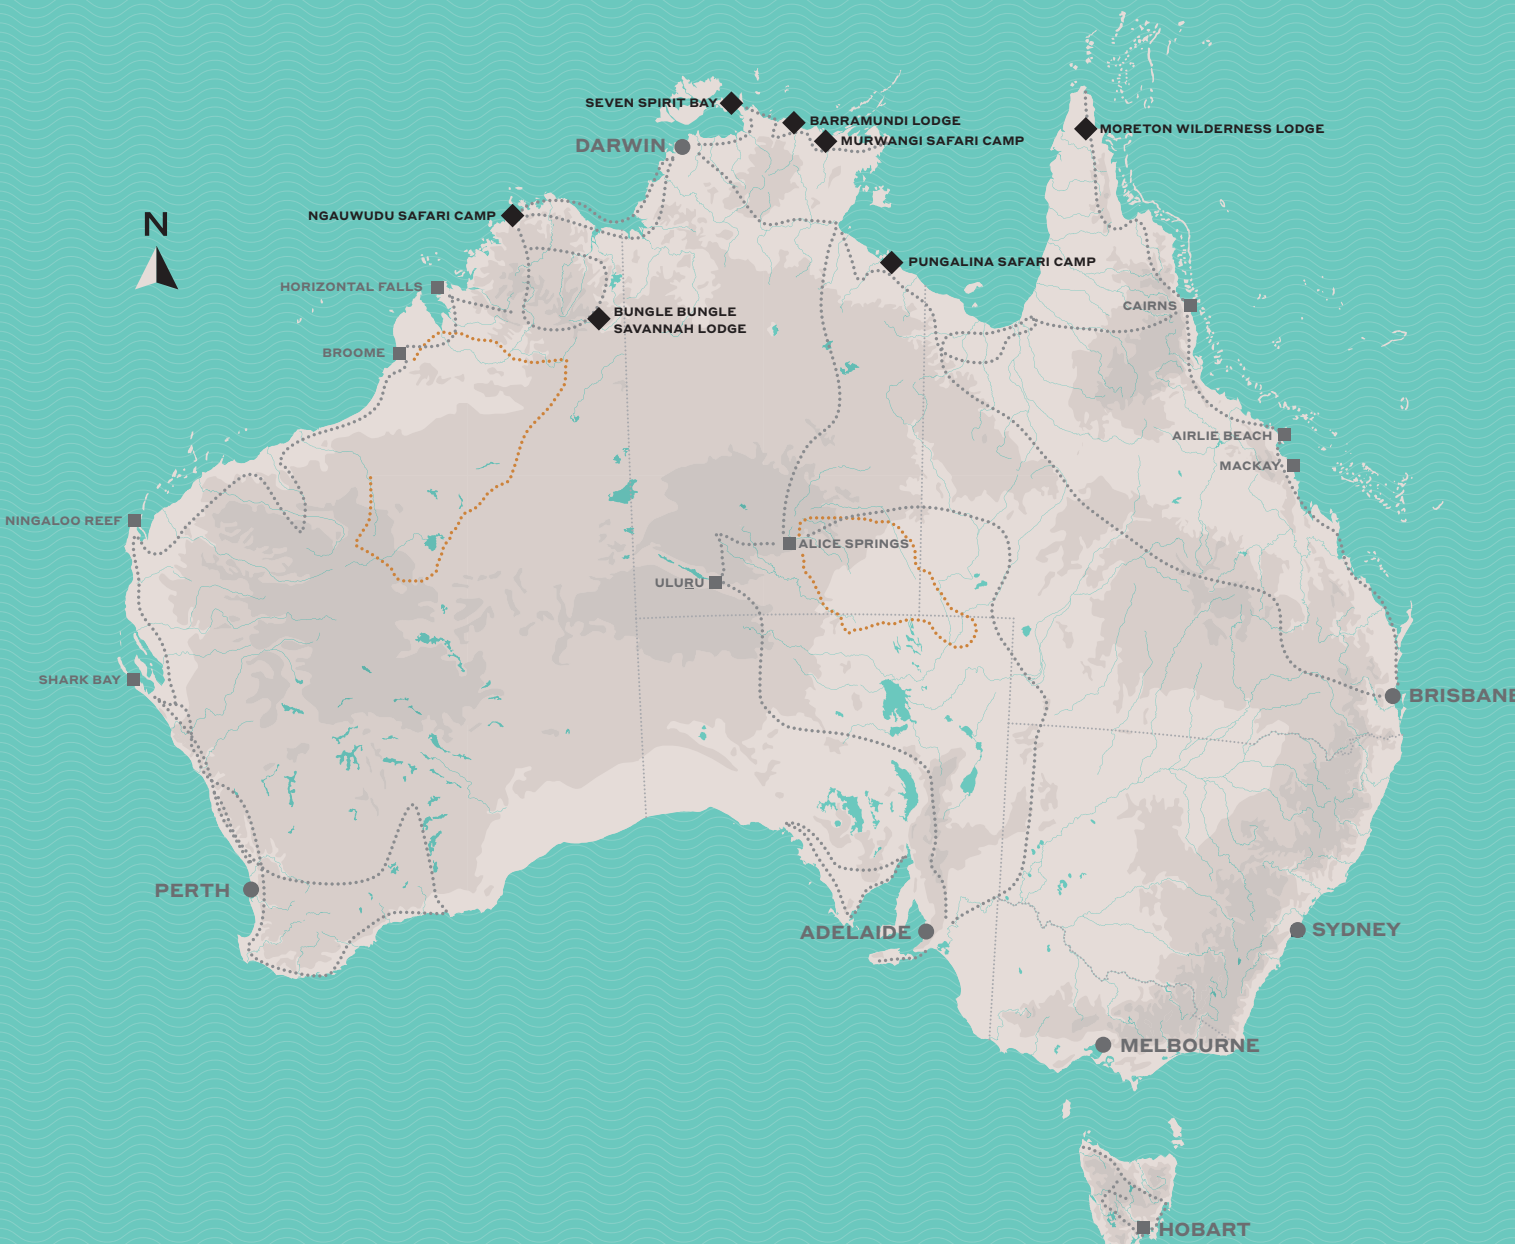 SEVEN SPIRIT BAY
BARRAMUNDI LODGE
MORETON WILDERNESS LODGE
MURWANGI SAFARI CAMP
DARWIN
N
NGAUWUDU SAFARI CAMP
PUNGALINA SAFARI CAMP
HORIZONTAL FALLS
CAIRNS
BUNGLE BUNGLE
SAVANNAH LODGE
BROOME
AIRLIE BEACH
MACKAY
NINGALOO REEF
ALICE SPRINGS
ULURU
SHARK BAY
BRISBANE
PERTH
ADELAIDE
SYDNEY
MELBOURNE
HOBART